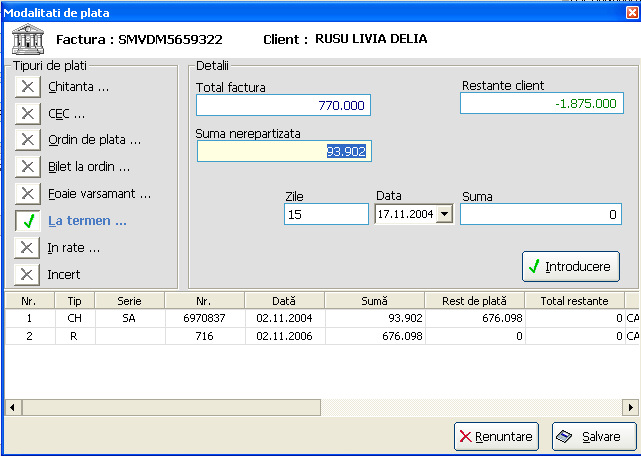 Modalitati de plata
Factura : SMVDM5659322 Client : RUSU LIVIA DELIA
Tipuri de plati
Chitanta ...
CEC ...
Ordin de plata ...
Bilet la ordin ...
Foaie varsamant ...
La termen ...
In rate ...
Incert
Detalii
Total factura
770.000
Restante client
-1.875.000
Suma nerepartizata
93.902
Zile Data Suma
15 17.11.2004 0
Introducere
Nr. Tip Serie Nr. Dată Sumă Rest de plată Total restante
1 CH SA 6970837 02.11.2004 93.902 676.098 0 CA
2 R 716 02.11.2006 676.098 0 0 CA
Renuntare Salvare